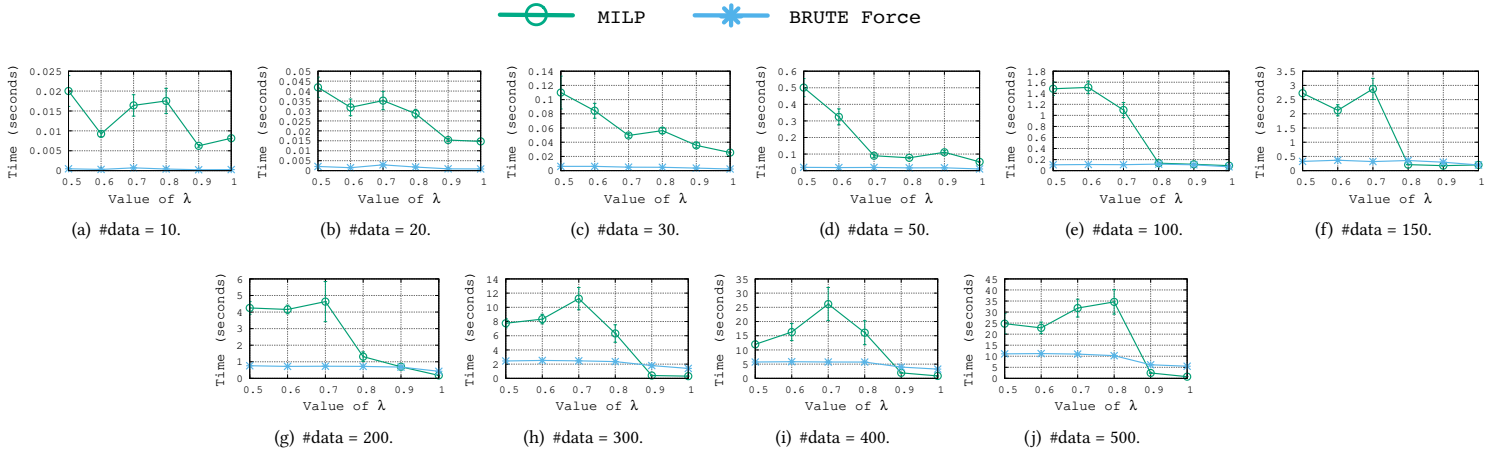 MILP BRUTE Force
Time (seconds)
0.025
0.02
0.015
0.01
0.005
0
0.5 0.6 0.7 0.8 0.9 1
Value of λ
(a) #data = 10.
Time (seconds)
0.05
0.045
0.04
0.035
0.03
0.025
0.02
0.015
0.01
0.005
0
0.5 0.6 0.7 0.8 0.9 1
Value of λ
(b) #data = 20.
Time (seconds)
0.14
0.12
0.1
0.08
0.06
0.04
0.02
0
0.5 0.6 0.7 0.8 0.9 1
Value of λ
(c) #data = 30.
Time (seconds)
0.6
0.5
0.4
0.3
0.2
0.1
0
0.5 0.6 0.7 0.8 0.9 1
Value of λ
(d) #data = 50.
Time (seconds)
1.8
1.6
1.4
1.2
1
0.8
0.6
0.4
0.2
0
0.5 0.6 0.7 0.8 0.9 1
Value of λ
(e) #data = 100.
Time (seconds)
3.5
3
2.5
2
1.5
1
0.5
0
0.5 0.6 0.7 0.8 0.9 1
Value of λ
(f) #data = 150.
Time (seconds)
6
5
4
3
2
1
0
0.5 0.6 0.7 0.8 0.9 1
Value of λ
(g) #data = 200.
Time (seconds)
14
12
10
8
6
4
2
0
0.5 0.6 0.7 0.8 0.9 1
Value of λ
(h) #data = 300.
Time (seconds)
35
30
25
20
15
10
5
0
0.5 0.6 0.7 0.8 0.9 1
Value of λ
(i) #data = 400.
Time (seconds)
45
40
35
30
25
20
15
10
5
0
0.5 0.6 0.7 0.8 0.9 1
Value of λ
(j) #data = 500.